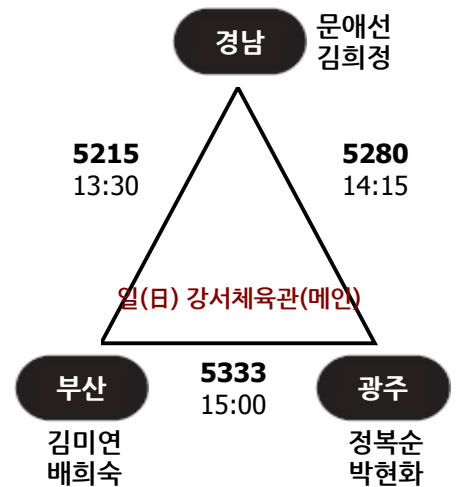 경남
문애선
김희정
5215
13:30
5280
14:15
일(日) 강서체육관(메인)
부산
5333
15:00
광주
김미연
배희숙
정복순
박현화